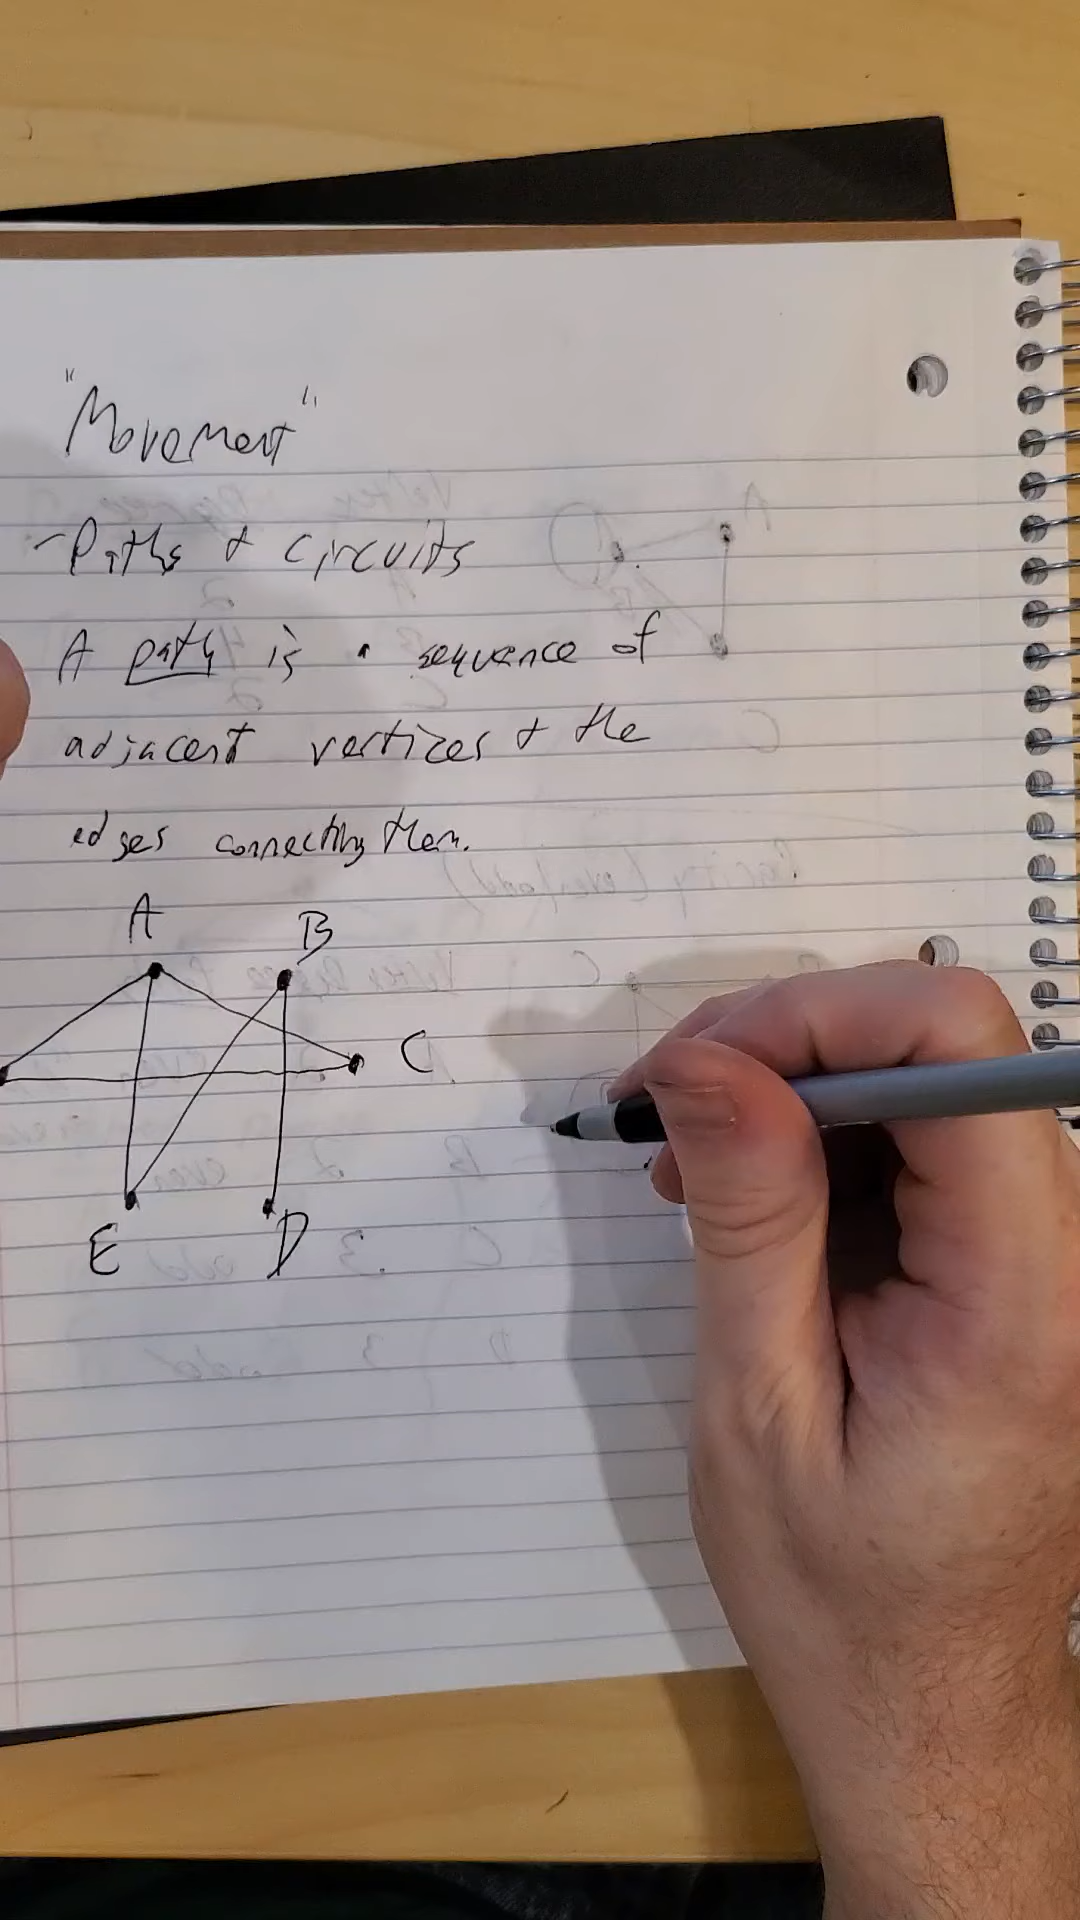 "Movement"
- Paths + circuits
A path is a sequence of
adjacent vertices + the
edges connecting them.
A B
C
E D